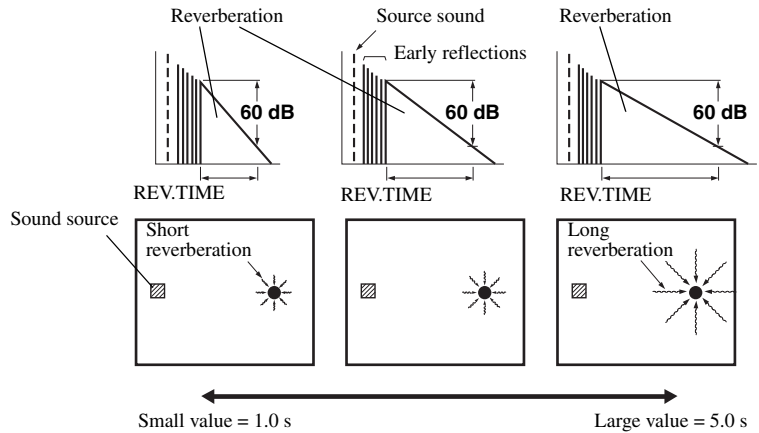 Reverberation
Source sound
Reverberation
Early reflections
60 dB
60 dB
60 dB
REV.TIME
REV.TIME
REV.TIME
Sound source
Short
reverberation
Long
reverberation
Small value = 1.0 s
Large value = 5.0 s